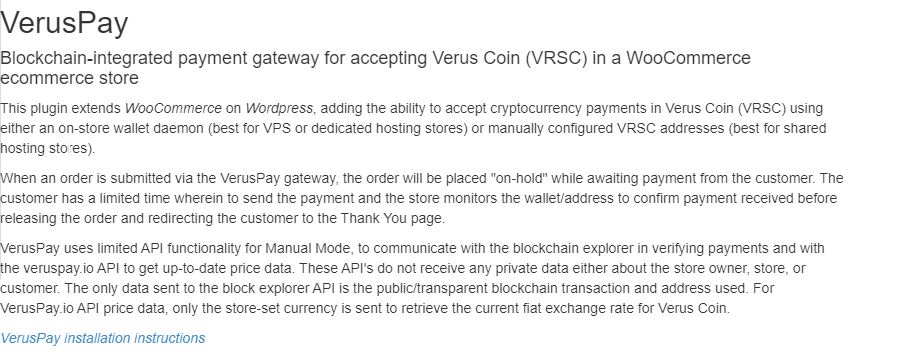 VerusPay
Blockchain-integrated payment gateway for accepting Verus Coin (VRSC) in a WooCommerce
ecommerce store
This plugin extends WooCommerce on Wordpress, adding the ability to accept cryptocurrency payments in Verus Coin (VRSC) using
either an on-store wallet daemon (best for VPS or dedicated hosting stores) or manually configured VRSC addresses (best for shared
hosting stores).
When an order is submitted via the VerusPay gateway, the order will be placed "on-hold" while awaiting payment from the customer. The
customer has a limited time wherein to send the payment and the store monitors the wallet/address to confirm payment received before
releasing the order and redirecting the customer to the Thank You page.
VerusPay uses limited API functionality for Manual Mode, to communicate with the blockchain explorer in verifying payments and with
the veruspay.io API to get up-to-date price data. These API's do not receive any private data either about the store owner, store, or
customer. The only data sent to the block explorer API is the public/transparent blockchain transaction and address used. For
VerusPay.io API price data, only the store-set currency is sent to retrieve the current fiat exchange rate for Verus Coin.
VerusPay installation instructions